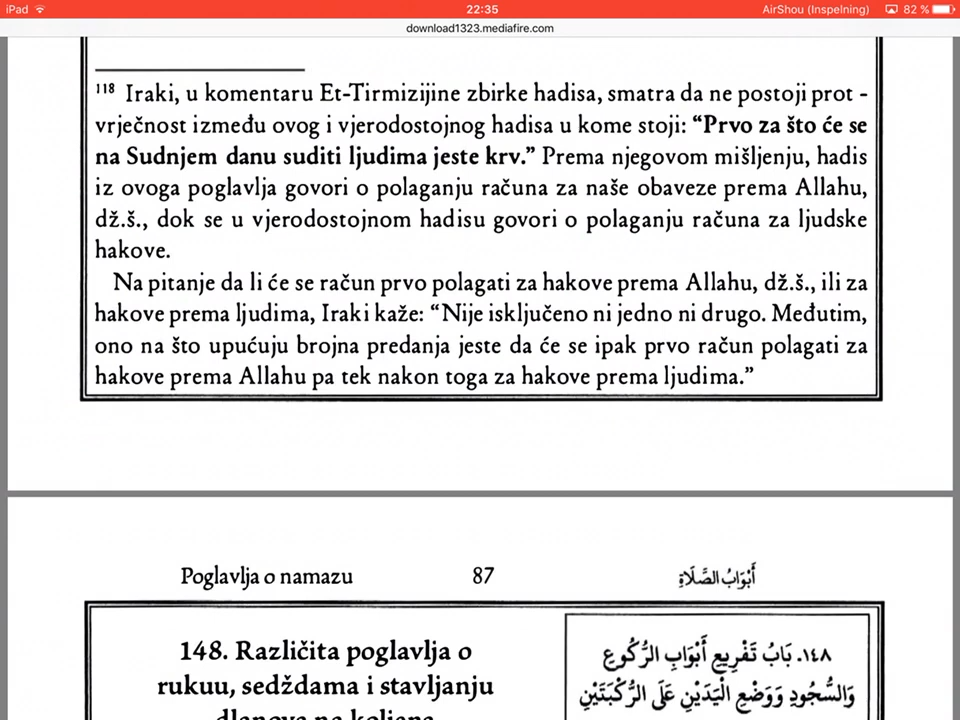 iPad 22:35 AirShou (Inspelning) 82 %
download1323.mediafire.com
118 Iraki, u komentaru Et-Tirmizijine zbirke hadisa, smatra da ne postoji prot -
vrječnost između ovog i vjerodostojnog hadisa u kome stoji: “Prvo za što će se
na Sudnjem danu suditi ljudima jeste krv.” Prema njegovom mišljenju, hadis
iz ovoga poglavlja govori o polaganju računa za naše obaveze prema Allahu,
dž.š., dok se u vjerodostojnom hadisu govori o polaganju računa za ljudske
hakove.
Na pitanje da li će se račun prvo polagati za hakove prema Allahu, dž.š., ili za
hakove prema ljudima, Iraki kaže: “Nije isključeno ni jedno ni drugo. Međutim,
ono na što upućuju brojna predanja jeste da će se ipak prvo račun polagati za
hakove prema Allahu pa tek nakon toga za hakove prema ljudima.”
Poglavlja o namazu 87 أَبْوَابُ الصَّلَاةِ
148. Različita poglavlja o
rukuu, sedždama i stavljanju
dlanova na koljena
١٤٨. بَابُ تَفْرِيعِ أَبْوَابِ الرُّكُوعِ
وَالسُّجُودِ وَوَضْعِ الْيَدَيْنِ عَلَى الرُّكْبَتَيْنِ